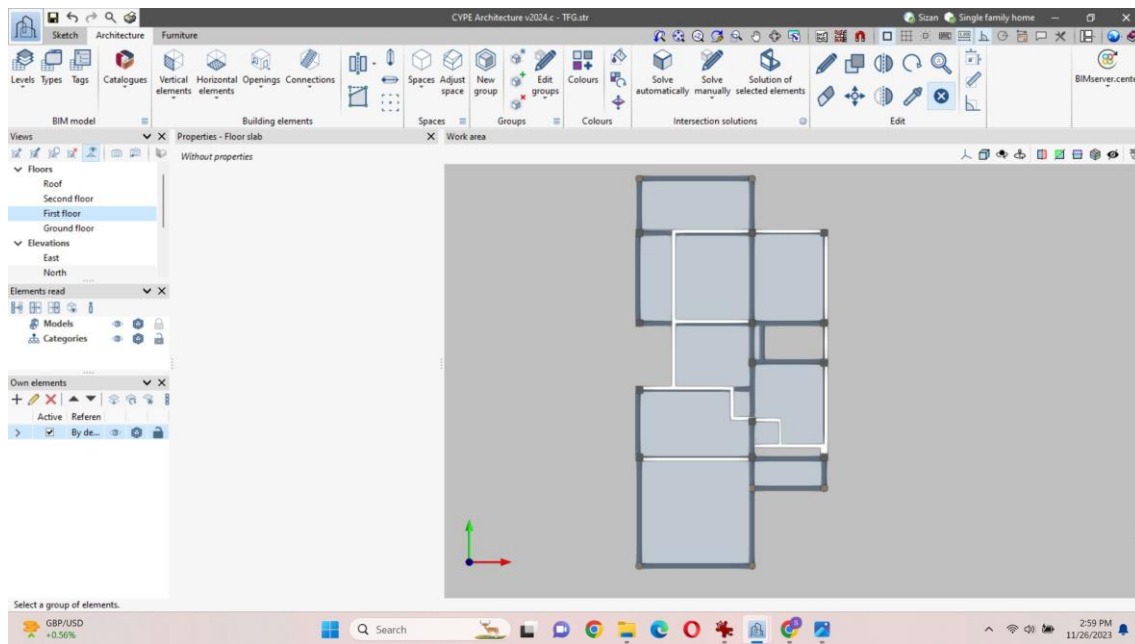 CYPE Architecture v2024.c - TFG.str
Sizan
Single family home
Sketch
Architecture
Furniture
Levels
Types
Tags
Catalogues
Vertical elements
Horizontal elements
Openings
Connections
Spaces
Adjust space
New group
Edit groups
Colours
Solve automatically
Solve manually
Solution of selected elements
BIMserver.cent
BIM model
Building elements
Spaces
Groups
Colours
Intersection solutions
Edit
Views
Properties - Floor slab
Work area
Without properties
Floors
Roof
Second floor
First floor
Ground floor
Elevations
East
North
Elements read
Models
Categories
Own elements
Active
Referen
By de...
Select a group of elements.
GBP/USD
+0.56%
Search
2:59 PM
11/26/2023